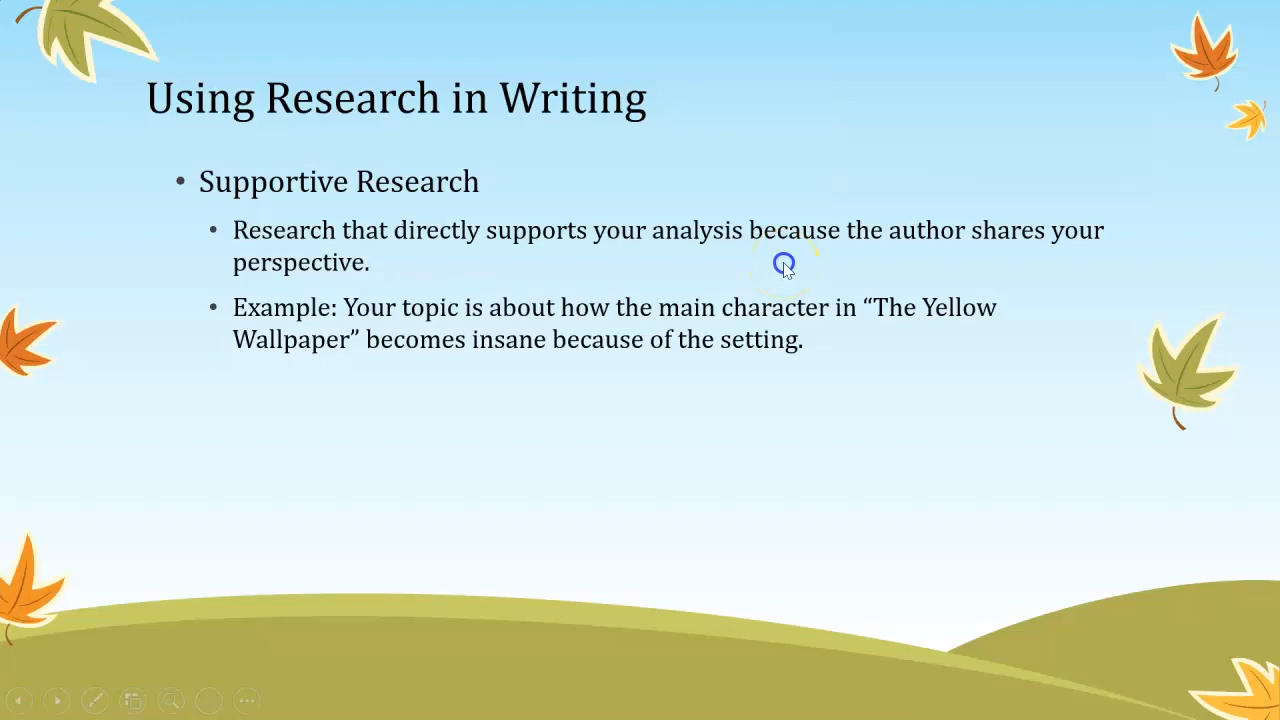 Using Research in Writing
• Supportive Research
• Research that directly supports your analysis because the author shares your
perspective.
• Example: Your topic is about how the main character in “The Yellow
Wallpaper” becomes insane because of the setting.